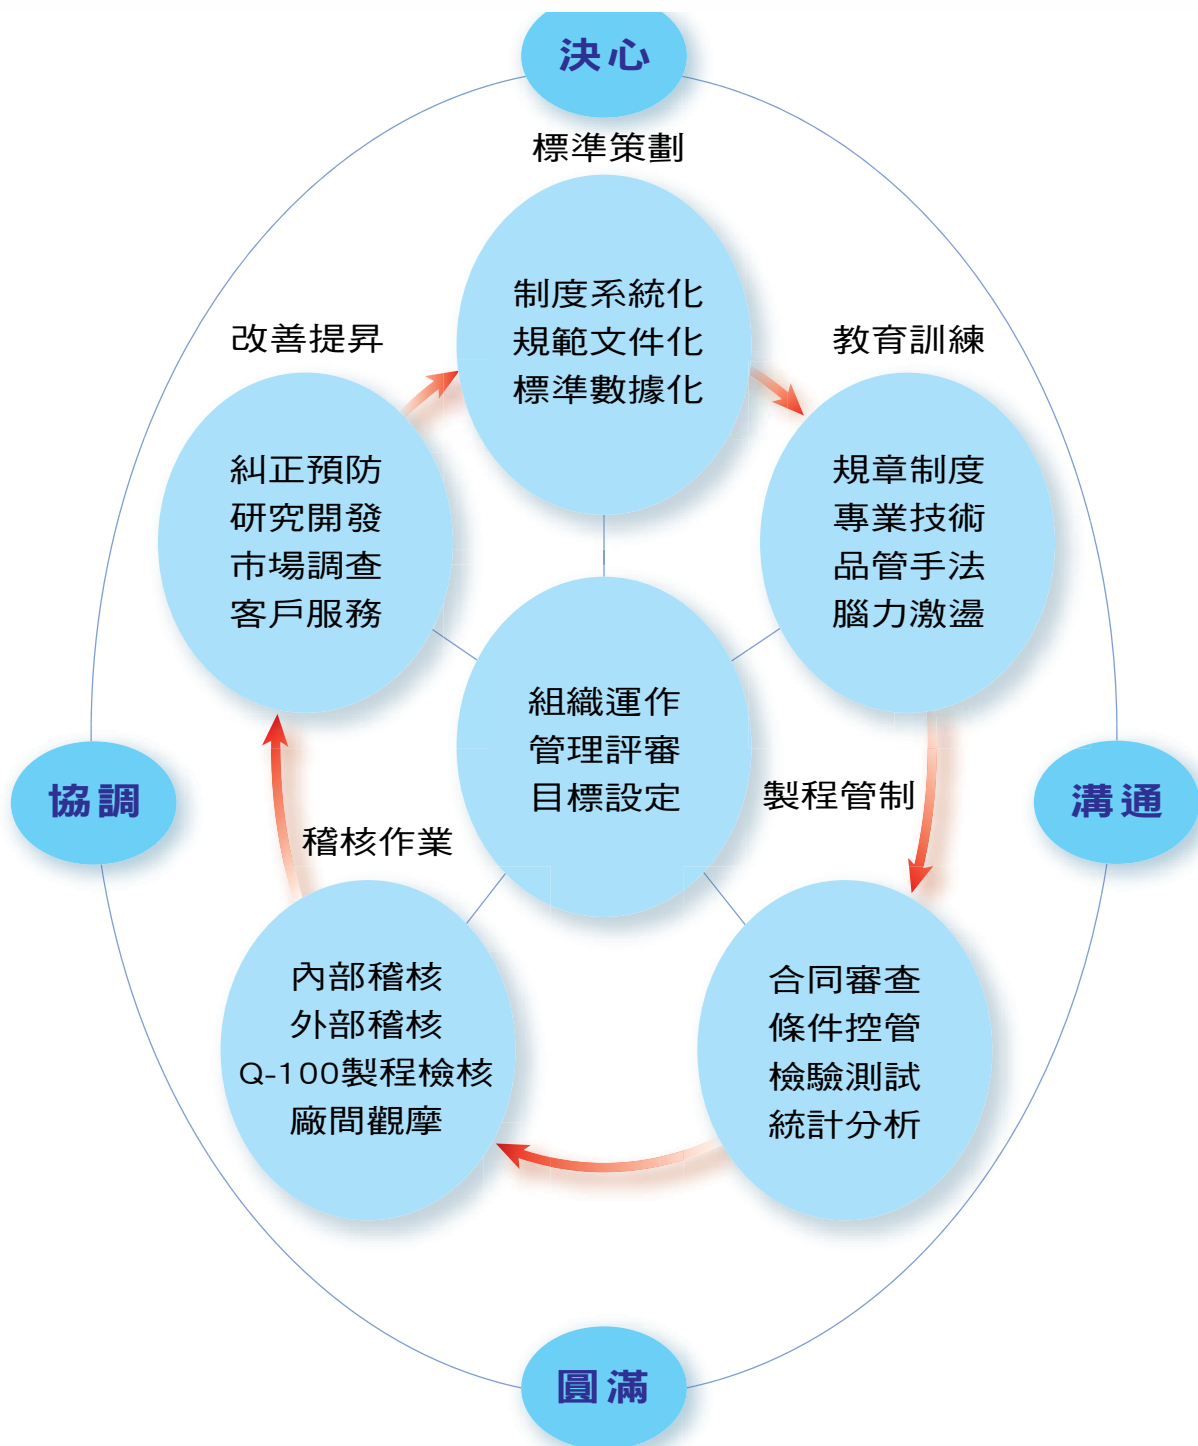 決心
標準策劃
制度系統化
規範文件化
標準數據化
改善提昇
糾正預防
研究開發
市場調查
客戶服務
教育訓練
規章制度
專業技術
品管手法
腦力激盪
組織運作
管理評審
目標設定
協調
溝通
製程管制
稽核作業
內部稽核
外部稽核
Q-100製程檢核
廠間觀摩
合同審查
條件控管
檢驗測試
統計分析
圓滿